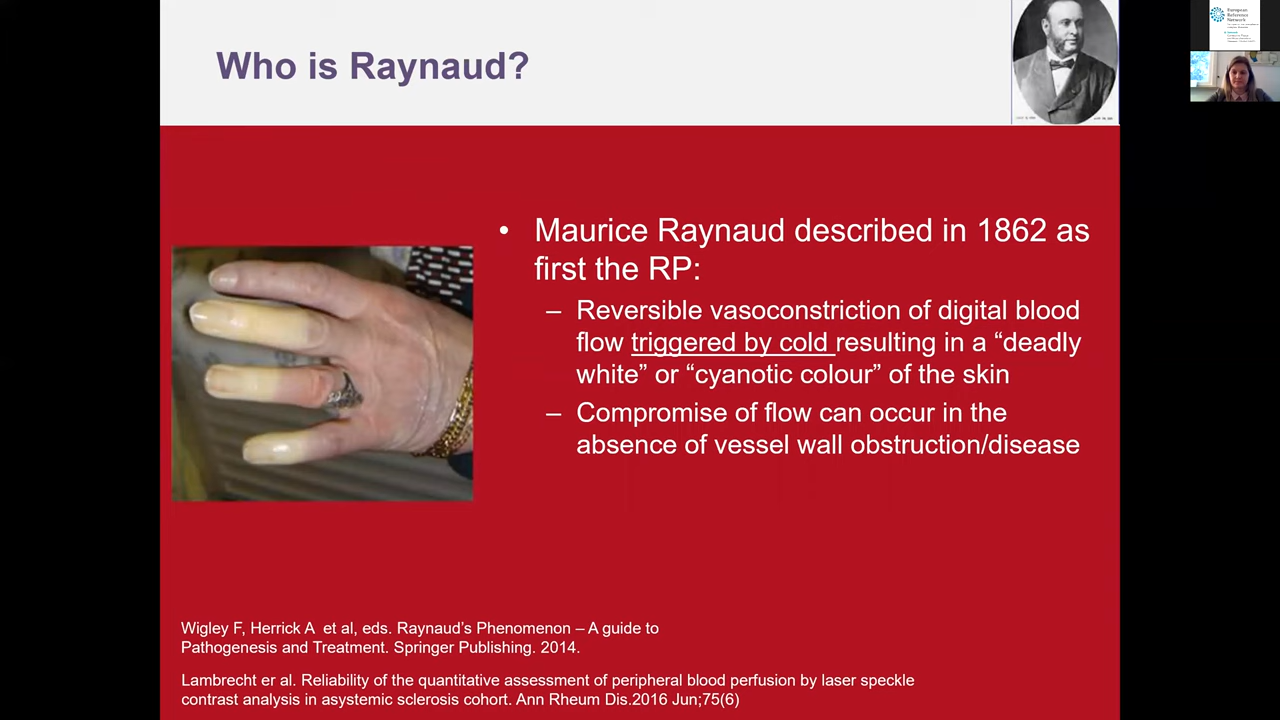 Who is Raynaud?
European
Reference
Network
• Maurice Raynaud described in 1862 as
first the RP:
– Reversible vasoconstriction of digital blood
flow triggered by cold resulting in a “deadly
white” or “cyanotic colour” of the skin
– Compromise of flow can occur in the
absence of vessel wall obstruction/disease
Wigley F, Herrick A et al, eds. Raynaud’s Phenomenon – A guide to
Pathogenesis and Treatment. Springer Publishing. 2014.
Lambrecht er al. Reliability of the quantitative assessment of peripheral blood perfusion by laser speckle
contrast analysis in asystemic sclerosis cohort. Ann Rheum Dis.2016 Jun;75(6)